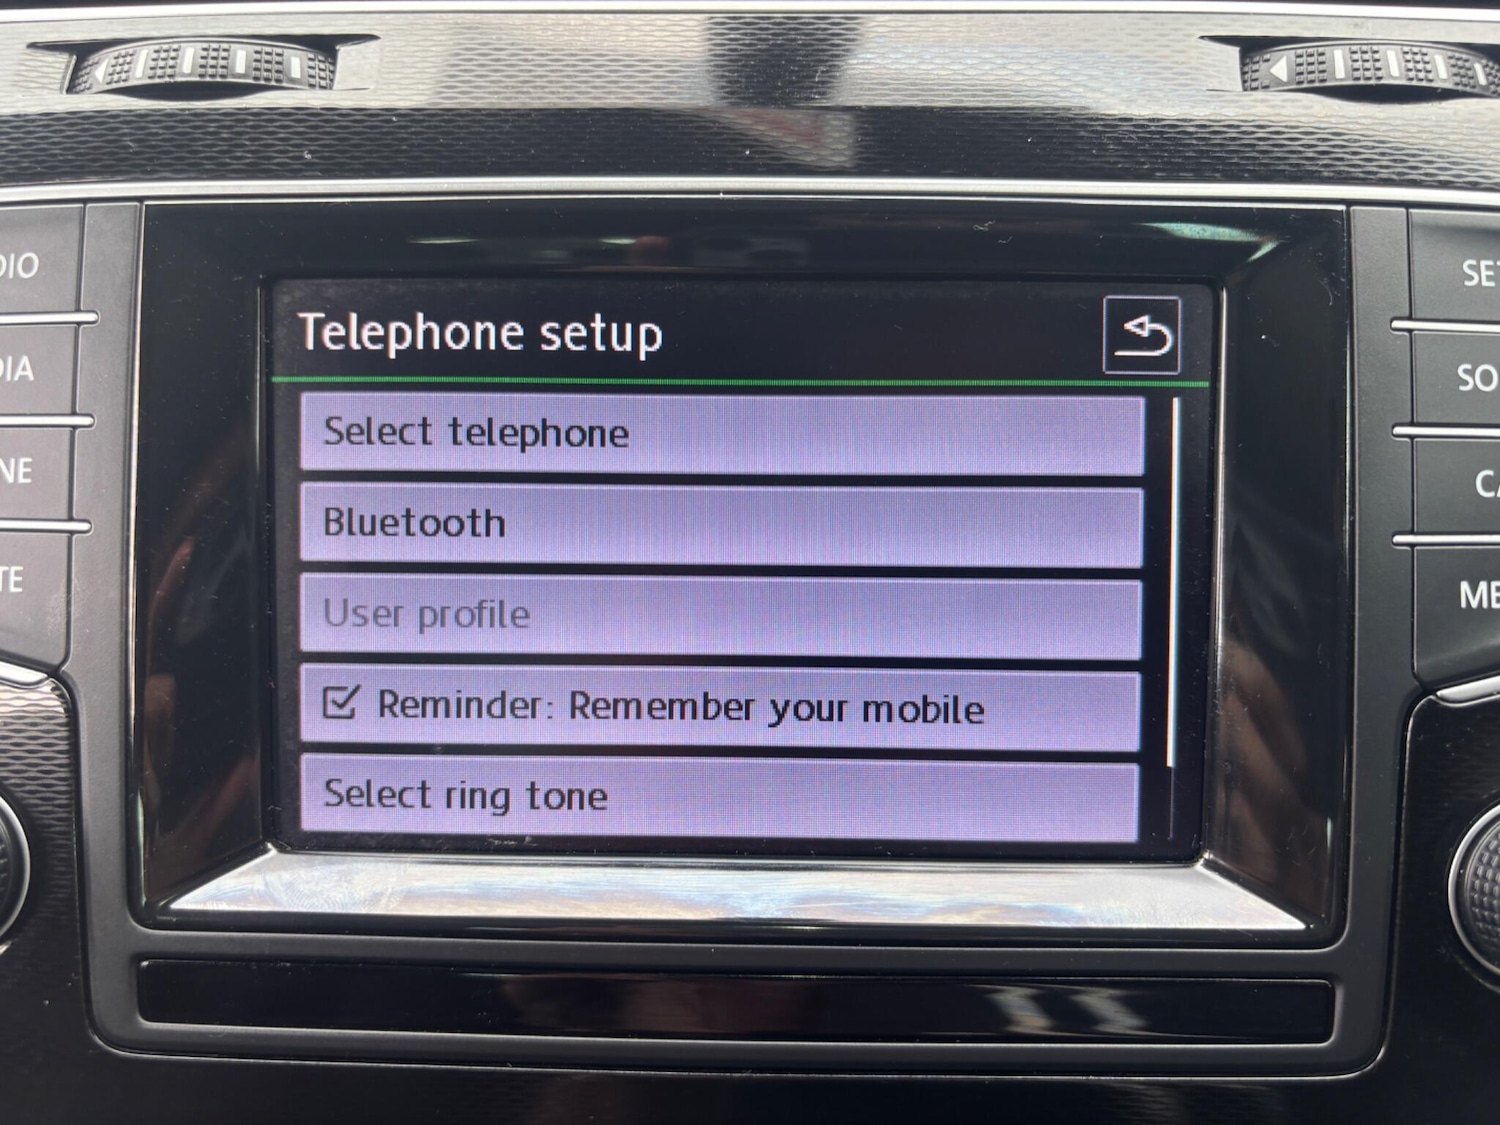 Telephone setup
Select telephone
Bluetooth
User profile
Reminder: Remember your mobile
Select ring tone